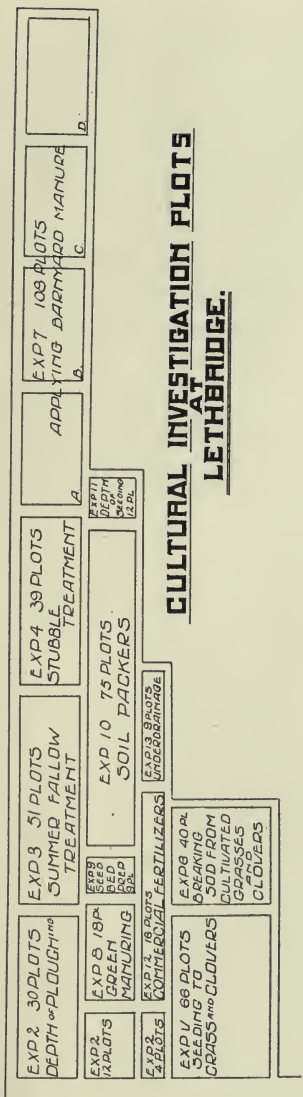 EXP 2 30 PLOTS
DEPTH OF PLOUGHING
EXP 3 51 PLOTS
SUMMER FALLOW
TREATMENT
EXP 4 39 PLOTS
STUBBLE
TREATMENT
EXP 7 108 PLOTS
APPLYING BARNYARD MANURE
A.
B.
C.
D.
EXP 2
12 PLOTS
EXP 8 18 PL
GREEN
MANURING
EXP 9
SEED
BED
PREP
9 PL
EXP 10 75 PLOTS
SOIL PACKERS
EXP 11
DEPTH
OF
SEEDING
12 PL
EXP 2
4 PLOTS
EXP 12 18 PLOTS
COMMERCIAL FERTILIZERS
EXP 13 9 PLOTS
UNDERDRAINAGE
EXP V 66 PLOTS
SEEDING TO
GRASS AND CLOVERS
EXP 6 40 PL
BREAKING
SOD FROM
CULTIVATED
GRASSES
AND
CLOVERS
CULTURAL INVESTIGATION PLOTS
AT
LETHBRIDGE.